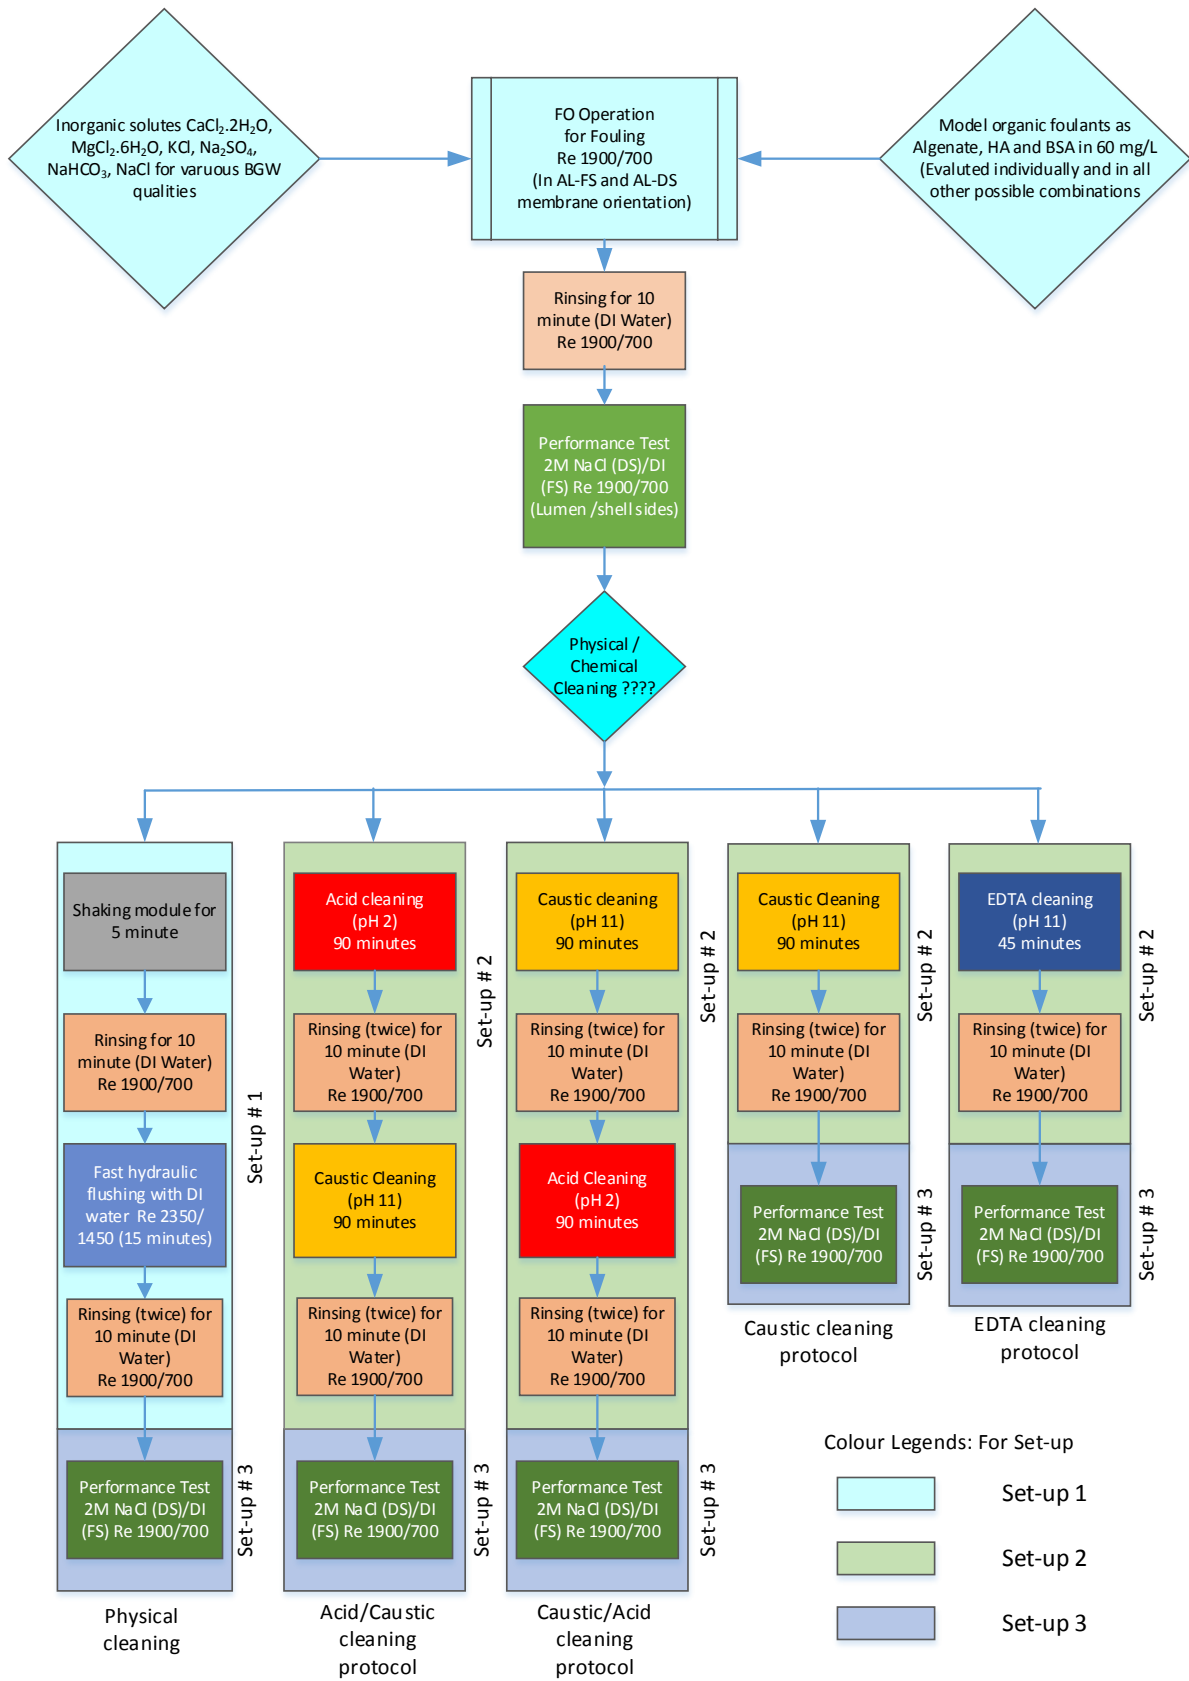 Inorganic solutes CaCl₂.2H₂O,
MgCl₂.6H₂O, KCl, Na₂SO₄,
NaHCO₃, NaCl for varuous BGW
qualities
FO Operation
for Fouling
Re 1900/700
(In AL-FS and AL-DS
membrane orientation)
Model organic foulants as
Algenate, HA and BSA in 60 mg/L
(Evaluted individually and in all
other possible combinations
Rinsing for 10
minute (DI Water)
Re 1900/700
Performance Test
2M NaCl (DS)/DI
(FS) Re 1900/700
(Lumen /shell sides)
Physical /
Chemical
Cleaning ????
Shaking module for
5 minute
Rinsing for 10
minute (DI Water)
Re 1900/700
Fast hydraulic
flushing with DI
water Re 2350/
1450 (15 minutes)
Rinsing (twice) for
10 minute (DI
Water)
Re 1900/700
Set-up # 1
Performance Test
2M NaCl (DS)/DI
(FS) Re 1900/700
Set-up # 3
Physical
cleaning
Acid cleaning
(pH 2)
90 minutes
Rinsing (twice) for
10 minute (DI
Water)
Re 1900/700
Caustic Cleaning
(pH 11)
90 minutes
Rinsing (twice) for
10 minute (DI
Water)
Re 1900/700
Set-up # 2
Performance Test
2M NaCl (DS)/DI
(FS) Re 1900/700
Set-up # 3
Acid/Caustic
cleaning
protocol
Caustic cleaning
(pH 11)
90 minutes
Rinsing (twice) for
10 minute (DI
Water)
Re 1900/700
Acid Cleaning
(pH 2)
90 minutes
Rinsing (twice) for
10 minute (DI
Water)
Re 1900/700
Set-up # 2
Performance Test
2M NaCl (DS)/DI
(FS) Re 1900/700
Set-up # 3
Caustic/Acid
cleaning
protocol
Caustic Cleaning
(pH 11)
90 minutes
Rinsing (twice) for
10 minute (DI
Water)
Re 1900/700
Set-up # 2
Performance Test
2M NaCl (DS)/DI
(FS) Re 1900/700
Set-up # 3
Caustic cleaning
protocol
EDTA cleaning
(pH 11)
45 minutes
Rinsing (twice) for
10 minute (DI
Water)
Re 1900/700
Set-up # 2
Performance Test
2M NaCl (DS)/DI
(FS) Re 1900/700
Set-up # 3
EDTA cleaning
protocol
Colour Legends: For Set-up
Set-up 1
Set-up 2
Set-up 3